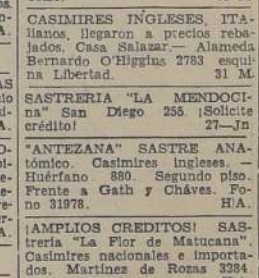 CASIMIRES INGLESES, ITA-
lianos, llegaron a precios reba-
jados. Casa Salazar.— Alameda
Bernardo O'Higgins 2783 esqui-
na Libertad. 31 M.
SASTRERIA "LA MENDOCI-
na" San Diego 255. ¡Solicite
crédito! 27—Jn
"ANTEZANA" SASTRE ANA-
tómico. Casimires ingleses. —
Huérfano 880. Segundo piso.
Frente a Gath y Cháves. Fo-
no 31978. H|A.
¡AMPLIOS CREDITOS! SAS-
trería "La Flor de Matucana".
Casimires nacionales e importa-
dos. Martínez de Rozas 3284.